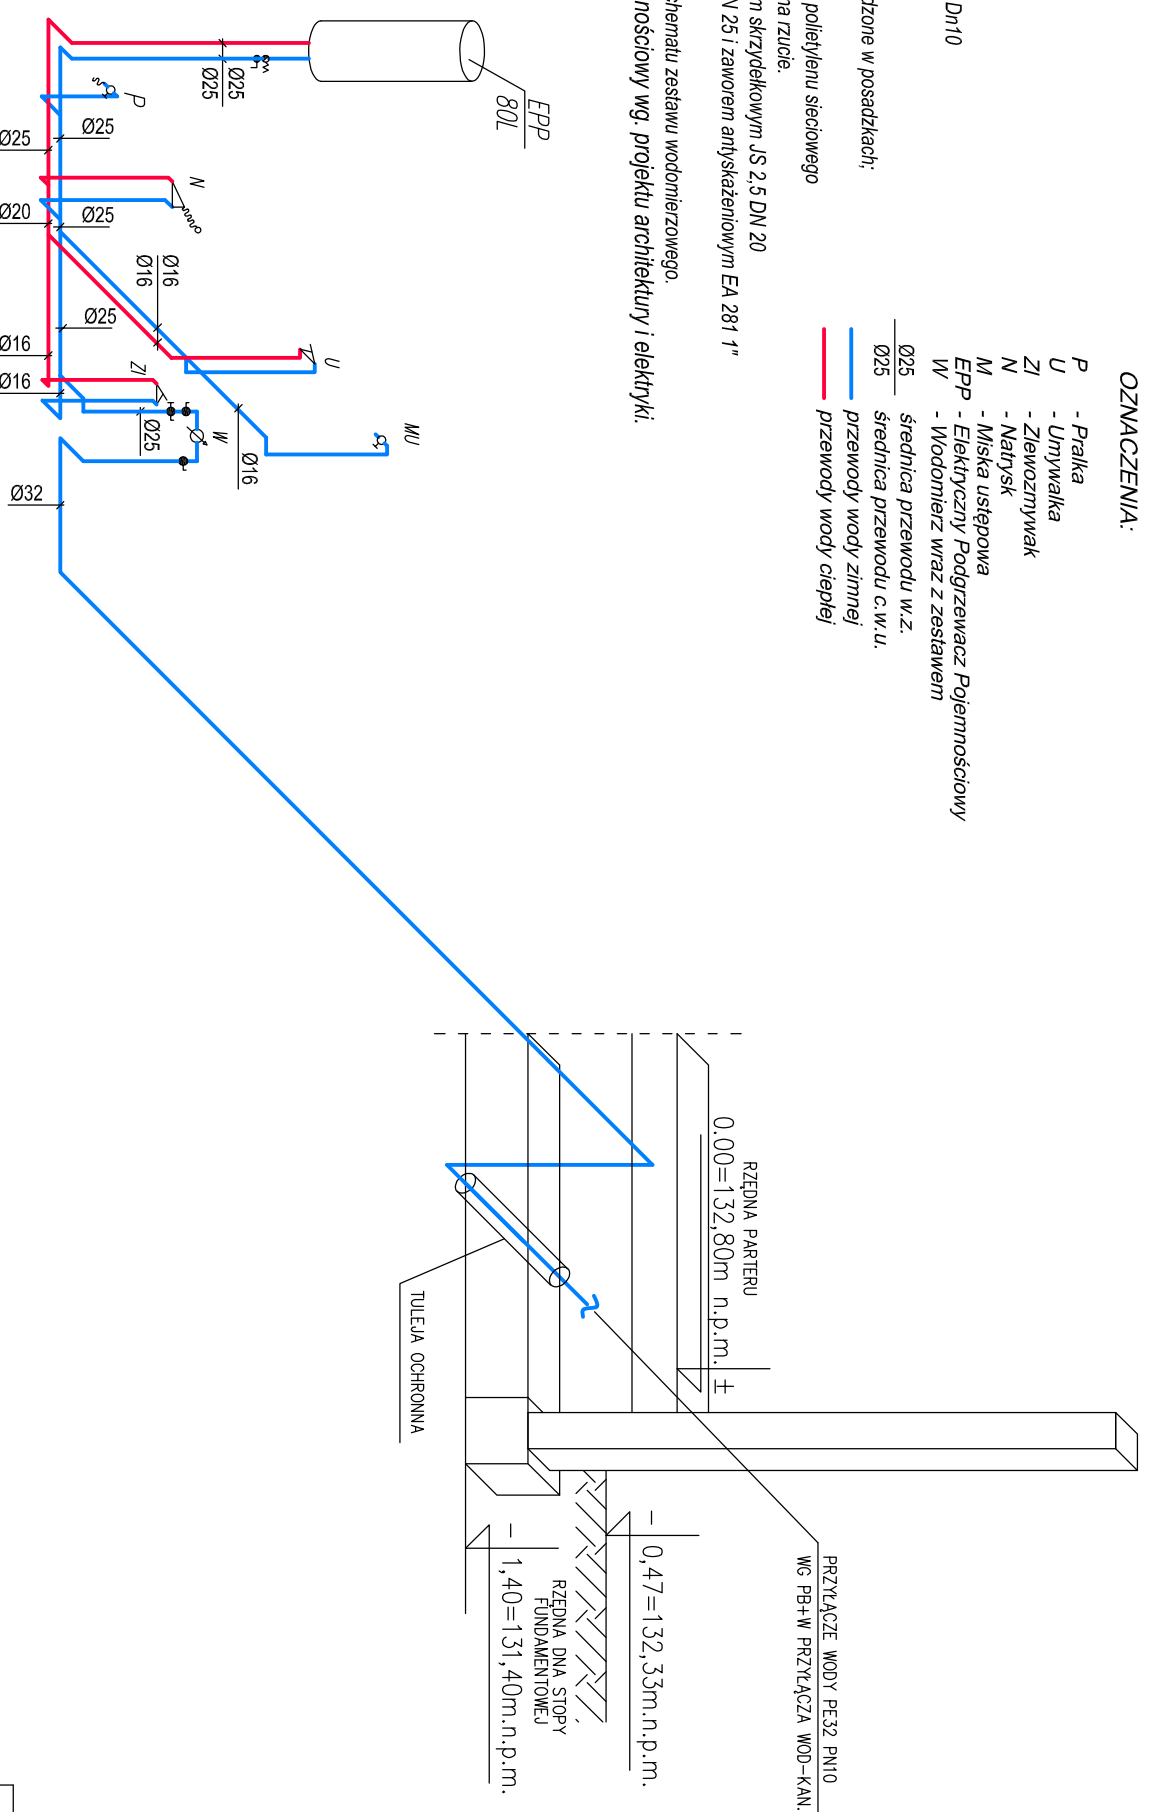 OZNACZENIA:
P - Pralka
U - Umywalka
Zl - Zlewozmywak
N - Natrysk
M - Miska ustępowa
EPP - Elektryczny Podgrzewacz Pojemnościowy
W - Wodomierz wraz z zestawem
Ø25 średnica przewodu w.z.
Ø25 średnica przewodu c.w.u.
przewody wody zimnej
przewody wody ciepłej
Dn10
dzone w posadzkach;
polietylenu sieciowego
na rzucie.
m skrzydełkowym JS 2,5 DN 20
N 25 i zaworem antyskażeniowym EA 281 1"
chematu zestawu wodomierzowego.
nościowy wg. projektu architektury i elektryki.
EPP
80L
Ø25
Ø25
P
N
U
MU
Zl
W
Ø25
Ø25
Ø25
Ø16
Ø16
Ø16
Ø25
Ø25
Ø20
Ø16
Ø16
Ø32
RZĘDNA PARTERU
0.00=132,80m n.p.m. ±
TULEJA OCHRONNA
PRZYŁĄCZE WODY PE32 PN10
WG PB+W PRZYŁĄCZA WOD-KAN.
- 0,47=132,33m.n.p.m.
RZĘDNA DNA STOPY
FUNDAMENTOWEJ
- 1,40=131,40m.n.p.m.